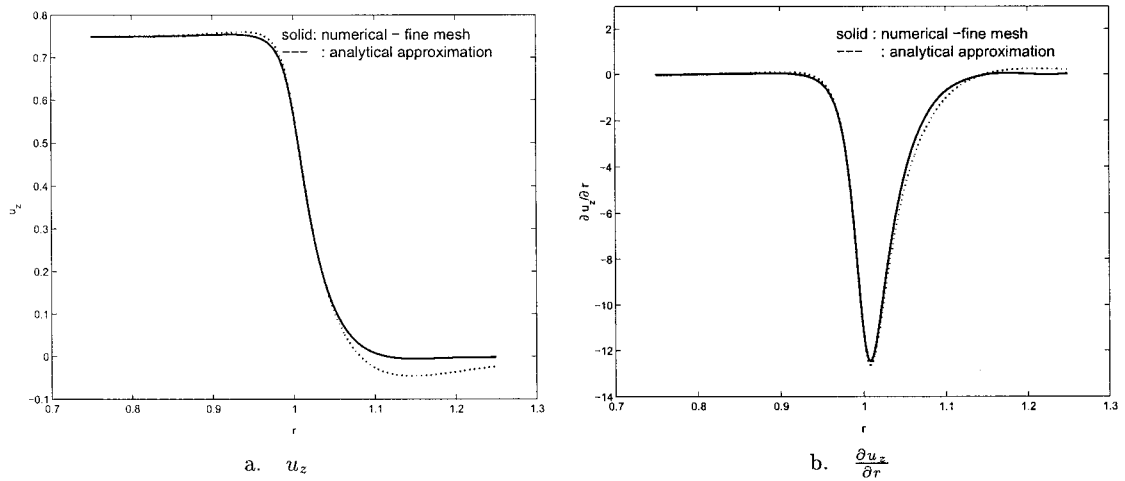 0.8
0.7
0.6
0.5
0.4
0.3
0.2
0.1
0
−0.1
u_z
solid: numerical − fine mesh
−−− : analytical approximation
0.7 0.8 0.9 1 1.1 1.2 1.3
r
a. u_z
2
0
−2
−4
−6
−8
−10
−12
−14
∂ u_z/∂ r
solid : numerical −fine mesh
−−− : analytical approximation
0.7 0.8 0.9 1 1.1 1.2 1.3
r
b. ∂u_z/∂r